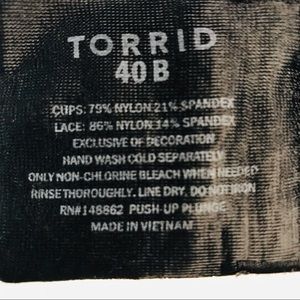 TORRID
40 B
CUPS: 79% NYLON 21% SPANDEX
LACE: 86% NYLON 14% SPANDEX
EXCLUSIVE OF DECORATION
HAND WASH COLD SEPARATELY
ONLY NON-CHLORINE BLEACH WHEN NEEDED
RINSE THOROUGHLY. LINE DRY. DO NOT IRON
RN#148862 PUSH-UP PLUNGE
MADE IN VIETNAM